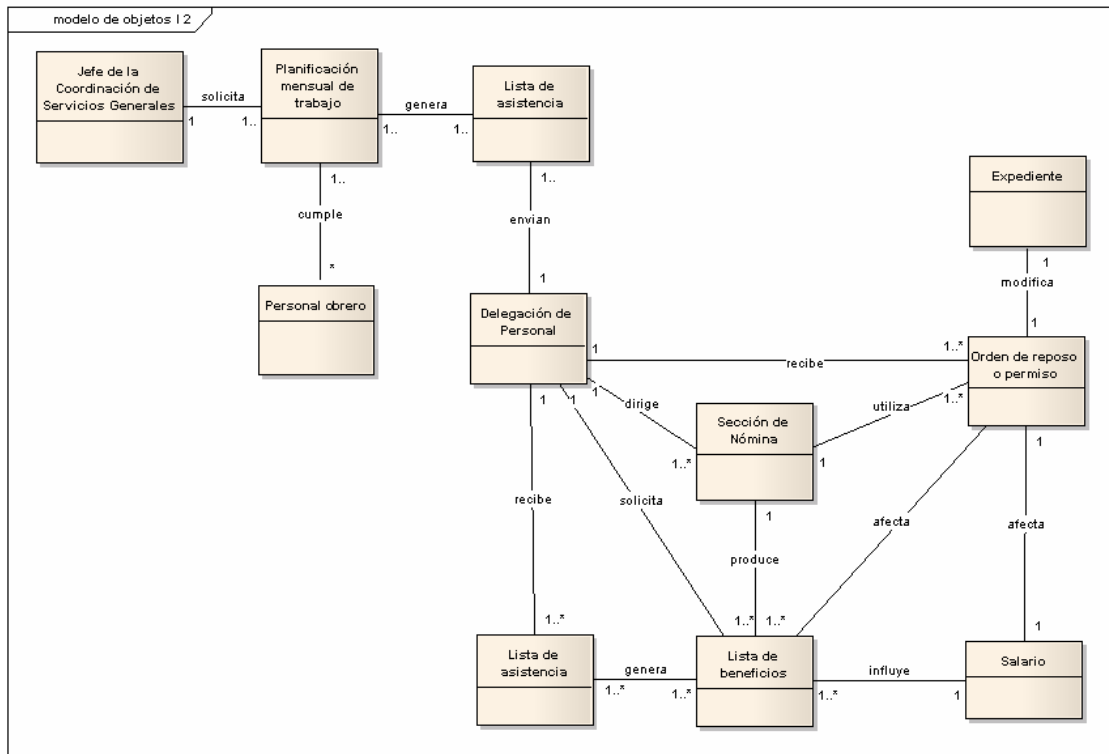 modelo de objetos I 2
Jefe de la
Coordinación de
Servicios Generales
solicita
1
1..
Planificación
mensual de
trabajo
genera
1..
1..
Lista de
asistencia
1..
cumple
*
Personal obrero
1..
envian
1
Delegación de
Personal
Expediente
1
modifica
1
Orden de reposo
o permiso
1
recibe
1..*
1
dirige
1..*
Sección de
Nómina
1
utiliza
1..*
1
recibe
1..*
1
solicita
1..*
1
produce
1..*
afecta
1
afecta
1
Lista de
asistencia
genera
1..*
1..*
Lista de
beneficios
influye
1..*
1
Salario